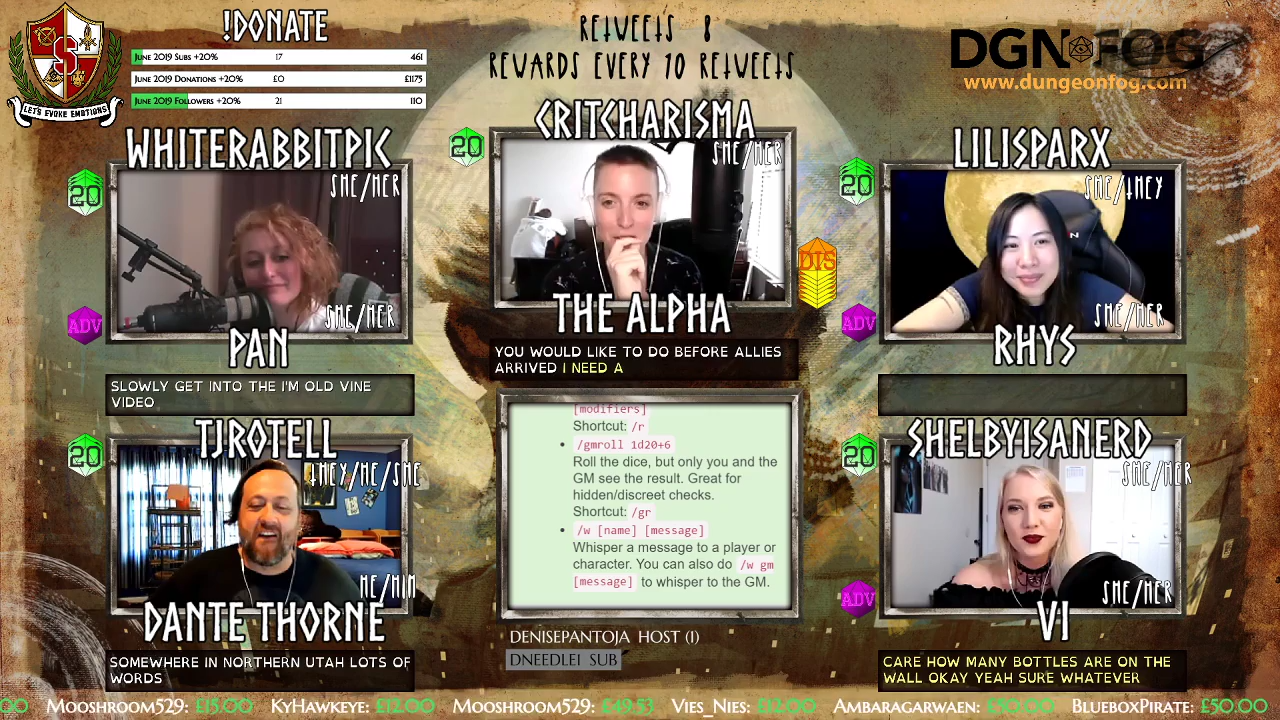 !DONATE
JUNE 2019 SUBS +20% 17 461
JUNE 2019 DONATIONS +20% £0 £1175
JUNE 2019 FOLLOWERS +20% 21 110
LET'S EVOKE EMOTIONS
RETWEETS 8
REWARDS EVERY 10 RETWEETS
DGNFOG
www.dungeonfog.com
WHITERABBITPIC
SHE/HER
20
ADV
SHE/HER
PAN
SLOWLY GET INTO THE I'M OLD VINE
VIDEO
CRITCHARISMA
SHE/HER
20
DIS
THE ALPHA
YOU WOULD LIKE TO DO BEFORE ALLIES
ARRIVED I NEED A
LILISPARX
SHE/THEY
20
ADV
SHE/HER
RHYS
TJROTELL
THEY/HE/SHE
20
HE/HIM
DANTE THORNE
SOMEWHERE IN NORTHERN UTAH LOTS OF
WORDS
[modifiers]
Shortcut: /r
• /gmroll 1d20+6
Roll the dice, but only you and the
GM see the result. Great for
hidden/discreet checks.
Shortcut: /gr
• /w [name] [message]
Whisper a message to a player or
character. You can also do /w gm
[message] to whisper to the GM.
DENISEPANTOJA HOST (1)
DNEEDLE1 SUB
SHELBYISANERD
SHE/HER
20
ADV
SHE/HER
VI
CARE HOW MANY BOTTLES ARE ON THE
WALL OKAY YEAH SURE WHATEVER
00 MOOSHROOM529: £15.00 KYHAWKEYE: £12.00 MOOSHROOM529: £49.53 VIES_NIES: £12.00 AMBARAGARWAEN: £50.00 BLUEBOXPIRATE: £50.00